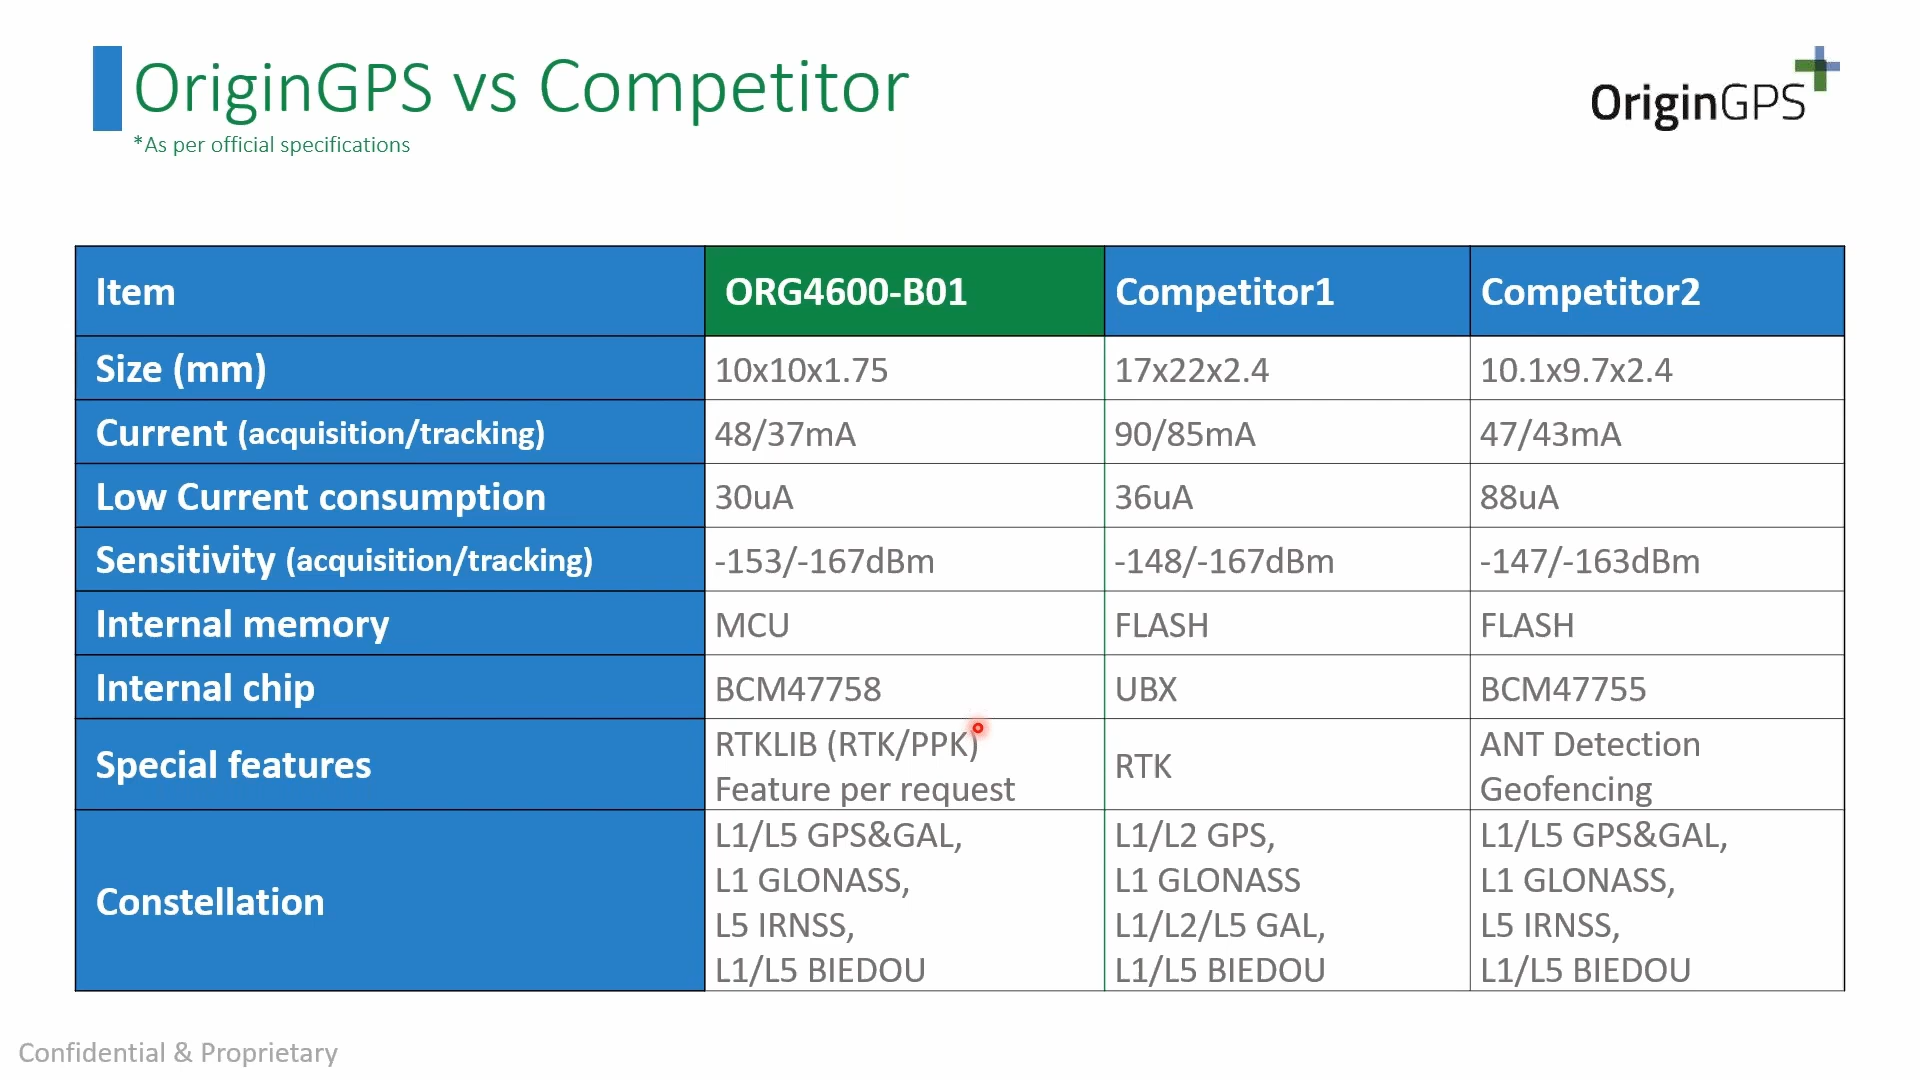 OriginGPS vs Competitor
*As per official specifications
OriginGPS
Item ORG4600-B01 Competitor1 Competitor2
Size (mm) 10x10x1.75 17x22x2.4 10.1x9.7x2.4
Current (acquisition/tracking) 48/37mA 90/85mA 47/43mA
Low Current consumption 30uA 36uA 88uA
Sensitivity (acquisition/tracking) -153/-167dBm -148/-167dBm -147/-163dBm
Internal memory MCU FLASH FLASH
Internal chip BCM47758 UBX BCM47755
Special features
RTKLIB (RTK/PPK)
Feature per request
RTK
ANT Detection
Geofencing
Constellation
L1/L5 GPS&GAL,
L1 GLONASS,
L5 IRNSS,
L1/L5 BIEDOU
L1/L2 GPS,
L1 GLONASS
L1/L2/L5 GAL,
L1/L5 BIEDOU
L1/L5 GPS&GAL,
L1 GLONASS,
L5 IRNSS,
L1/L5 BIEDOU
Confidential & Proprietary